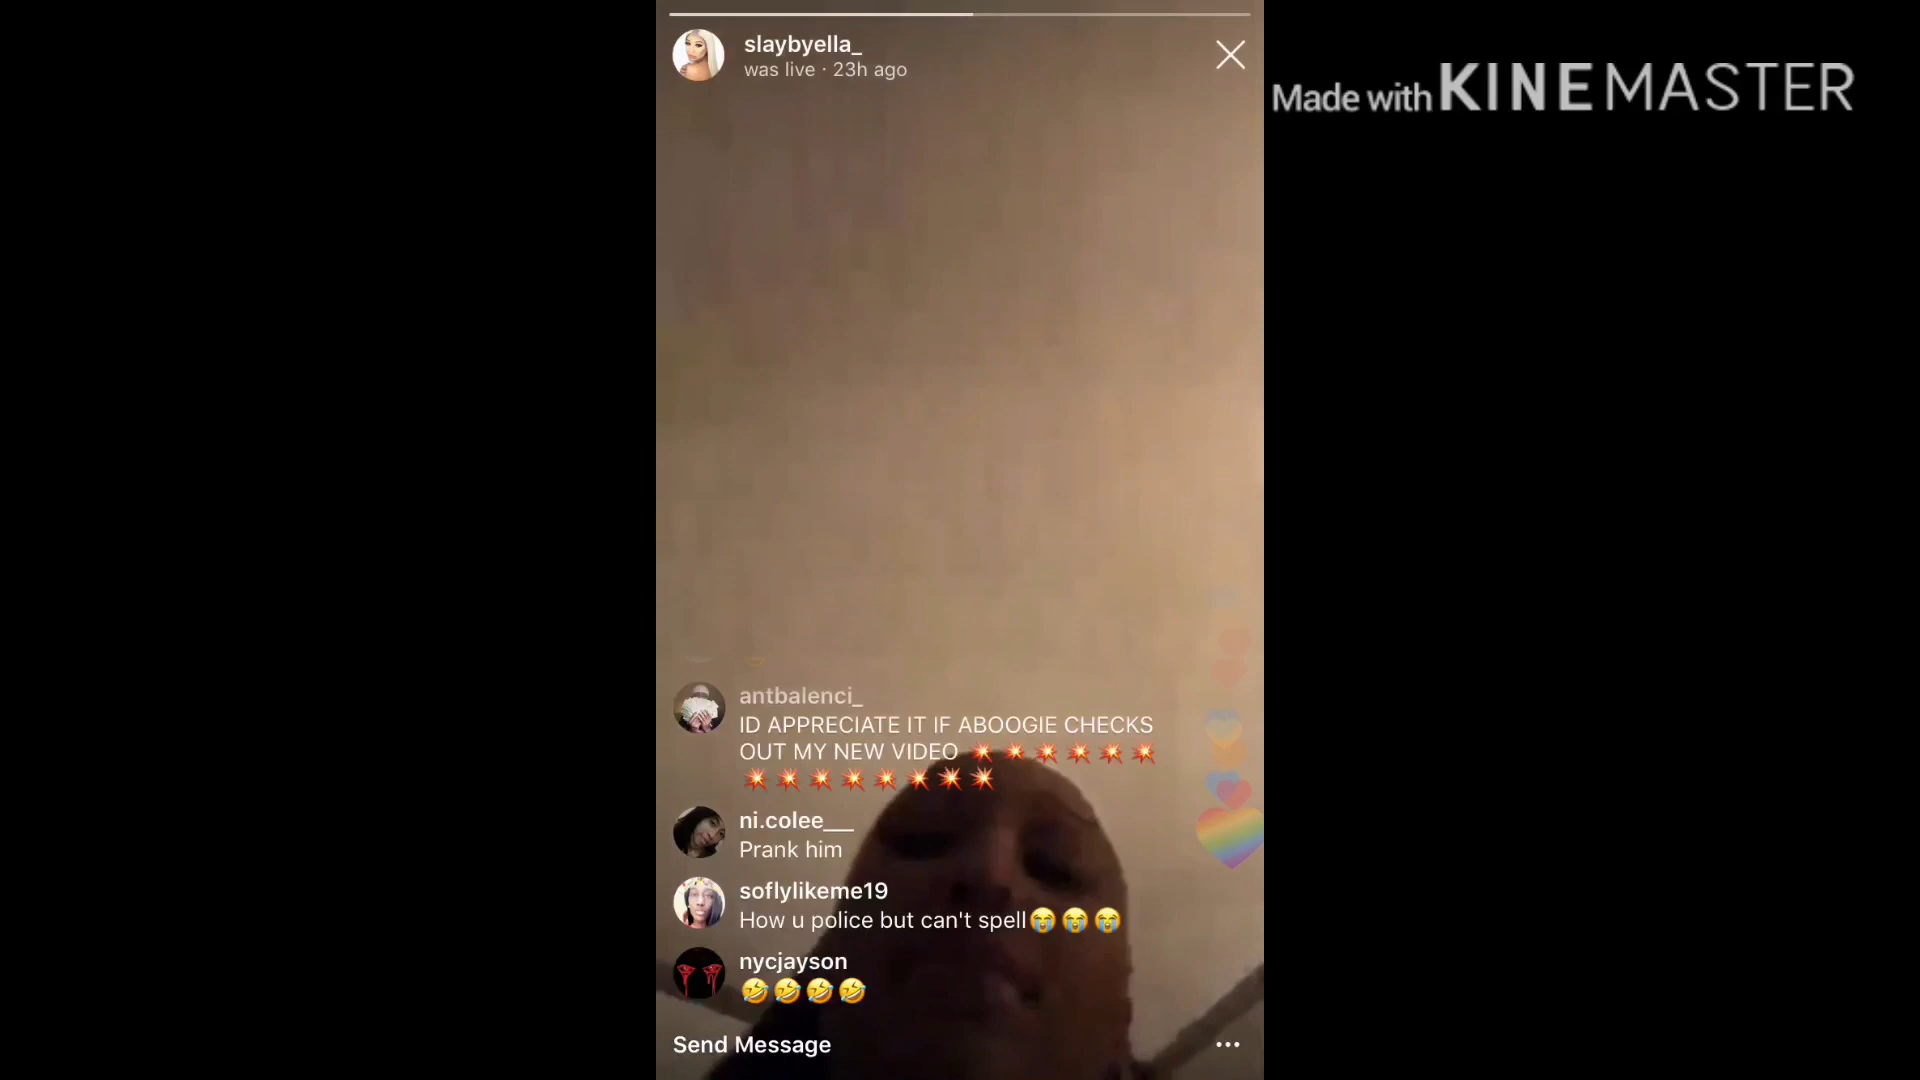 slaybyella_
was live · 23h ago
Made with KINEMASTER
antbalenci_
ID APPRECIATE IT IF ABOOGIE CHECKS
OUT MY NEW VIDEO 💥💥💥💥💥💥
💥💥💥💥💥💥💥💥
ni.colee___
Prank him
soflylikeme19
How u police but can't spell😭😭😭
nycjayson
🤣🤣🤣🤣
Send Message